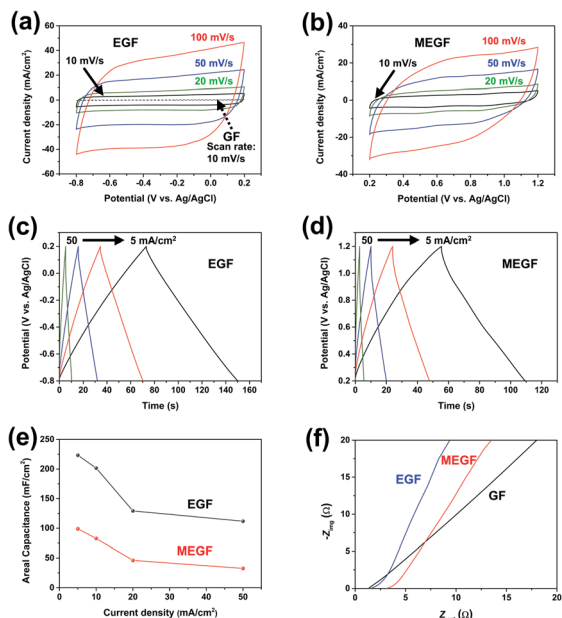 (a)
60
40
20
0
-20
-40
-60
-0.8
-0.6
-0.4
-0.2
0.0
0.2
Current density (mA/cm²)
Potential (V vs. Ag/AgCl)
EGF
100 mV/s
10 mV/s
50 mV/s
20 mV/s
GF
Scan rate:
10 mV/s
(b)
60
40
20
0
-20
-40
0.2
0.4
0.6
0.8
1.0
1.2
Current density (mA/cm²)
Potential (V vs. Ag/AgCl)
MEGF
100 mV/s
10 mV/s
50 mV/s
20 mV/s
(c)
0.2
0.0
-0.2
-0.4
-0.6
-0.8
0
20
40
60
80
100
120
140
160
Potential (V vs. Ag/AgCl)
Time (s)
50
5 mA/cm²
EGF
(d)
1.2
1.0
0.8
0.6
0.4
0.2
0
20
40
60
80
100
120
Potential (V vs. Ag/AgCl)
Time (s)
50
5 mA/cm²
MEGF
(e)
250
200
150
100
50
0
0
10
20
30
40
50
Areal Capacitance (mF/cm²)
Current density (mA/cm²)
EGF
MEGF
(f)
20
15
10
5
0
0
5
10
15
20
-Zimg (Ω)
(Ω)
EGF
MEGF
GF